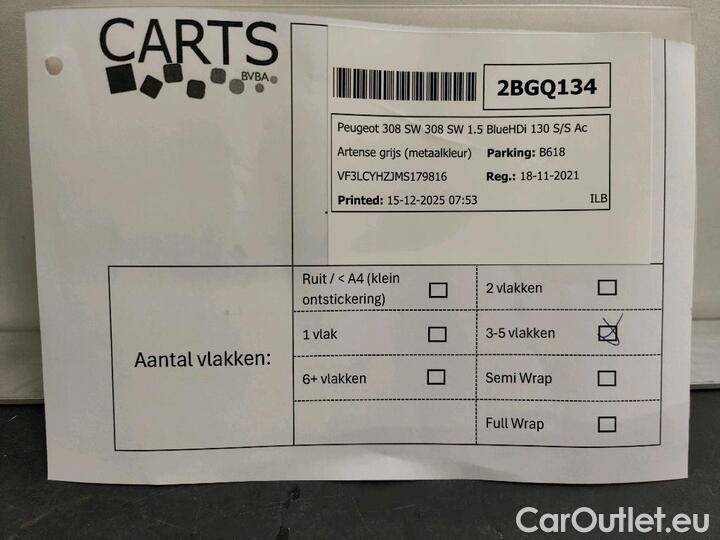 CARTS
BVBA
2BGQ134
Peugeot 308 SW 308 SW 1.5 BlueHDi 130 S/S Ac
Artense grijs (metaalkleur) Parking: B618
VF3LCYHZJMS179816 Reg.: 18-11-2021
Printed: 15-12-2025 07:53 ILB
Aantal vlakken:
Ruit / < A4 (klein
ontstickering)
2 vlakken
1 vlak
3-5 vlakken
6+ vlakken
Semi Wrap
Full Wrap
CarOutlet.eu